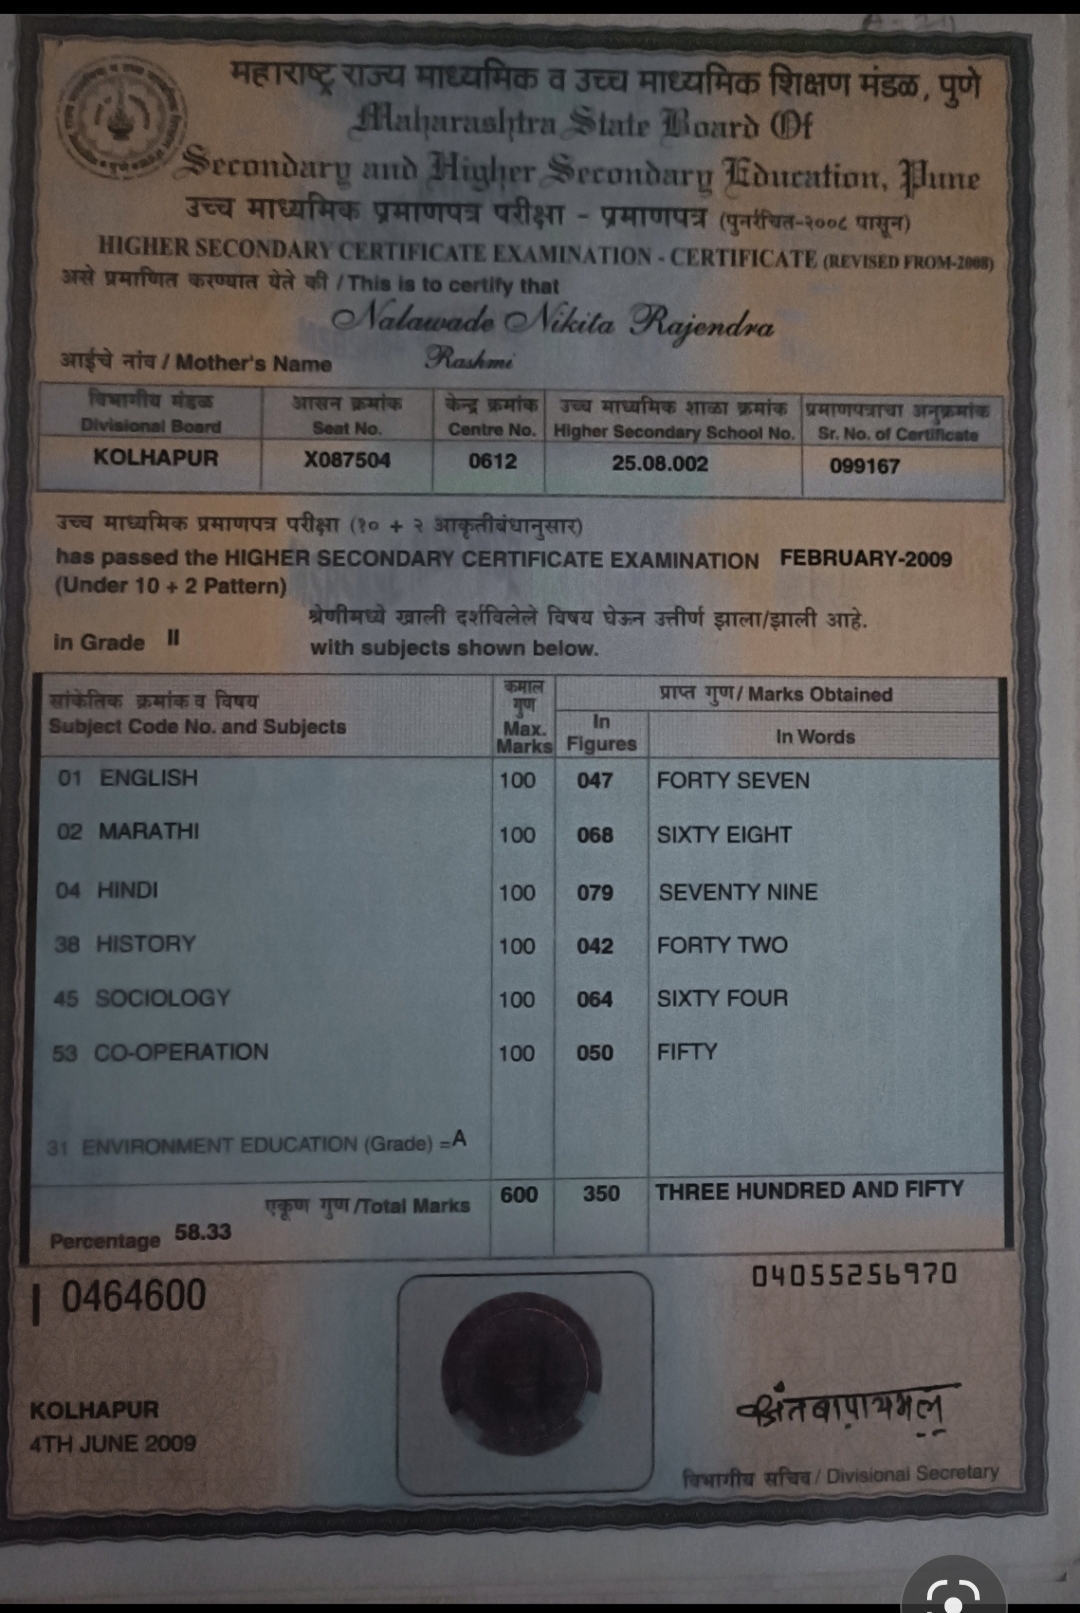 महाराष्ट्र राज्य माध्यमिक व उच्च माध्यमिक शिक्षण मंडळ, पुणे
Maharashtra State Board Of
Secondary and Higher Secondary Education, Pune
उच्च माध्यमिक प्रमाणपत्र परीक्षा - प्रमाणपत्र (पुनर्रचित-२००८ पासून)
HIGHER SECONDARY CERTIFICATE EXAMINATION - CERTIFICATE (REVISED FROM-2008)
असे प्रमाणित करण्यात येते की / This is to certify that
Nalawade Nikita Rajendra
आईचे नांव / Mother's Name Rashmi
विभागीय मंडळ आसन क्रमांक केन्द्र क्रमांक उच्च माध्यमिक शाळा क्रमांक प्रमाणपत्राचा अनुक्रमांक
Divisional Board Seat No. Centre No. Higher Secondary School No. Sr. No. of Certificate
KOLHAPUR X087504 0612 25.08.002 099167
उच्च माध्यमिक प्रमाणपत्र परीक्षा (१० + २ आकृतीबंधानुसार)
has passed the HIGHER SECONDARY CERTIFICATE EXAMINATION FEBRUARY-2009
(Under 10 + 2 Pattern)
श्रेणीमध्ये खाली दर्शविलेले विषय घेऊन उत्तीर्ण झाला/झाली आहे.
in Grade II with subjects shown below.
सांकेतिक क्रमांक व विषय कमाल गुण प्राप्त गुण/ Marks Obtained
Subject Code No. and Subjects Max. Marks In Figures In Words
01 ENGLISH 100 047 FORTY SEVEN
02 MARATHI 100 068 SIXTY EIGHT
04 HINDI 100 079 SEVENTY NINE
38 HISTORY 100 042 FORTY TWO
45 SOCIOLOGY 100 064 SIXTY FOUR
53 CO-OPERATION 100 050 FIFTY
31 ENVIRONMENT EDUCATION (Grade) =A
एकूण गुण/Total Marks 600 350 THREE HUNDRED AND FIFTY
Percentage 58.33
0464600 04055256970
KOLHAPUR
4TH JUNE 2009
विभागीय सचिव/ Divisional Secretary